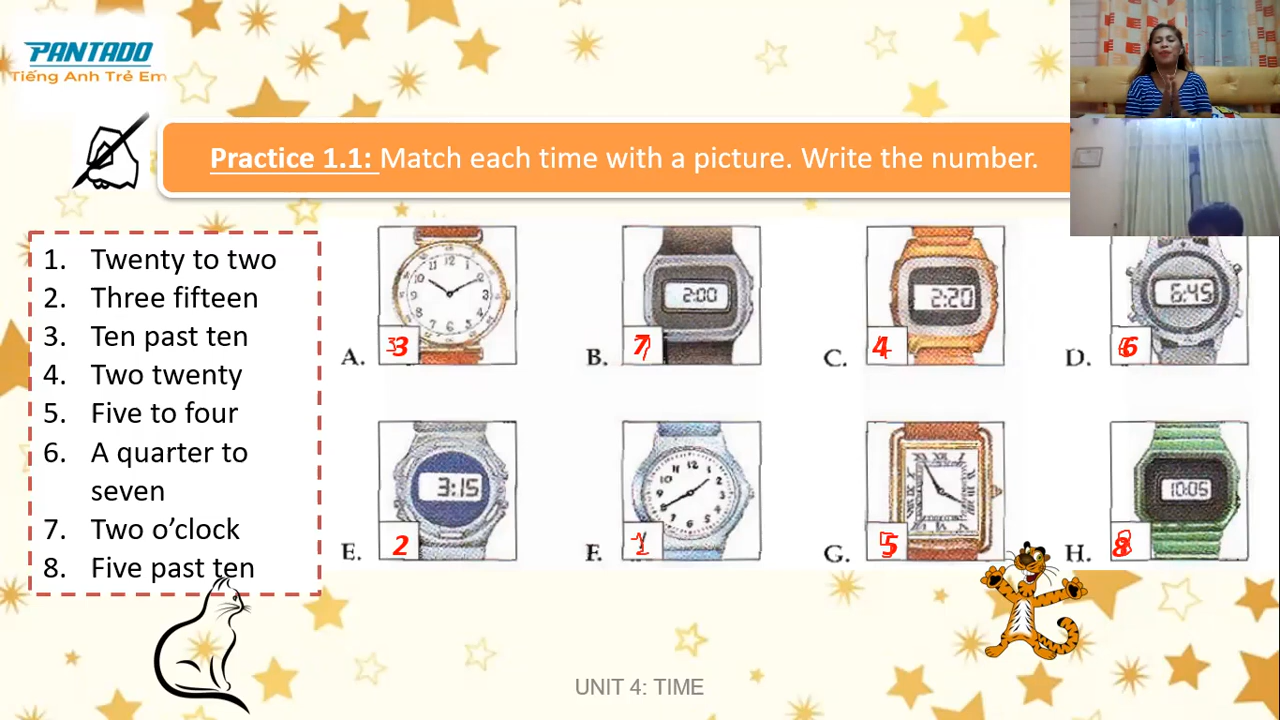 PANTADO
Tiếng Anh Trẻ Em
Practice 1.1: Match each time with a picture. Write the number.
1. Twenty to two
2. Three fifteen
3. Ten past ten
4. Two twenty
5. Five to four
6. A quarter to
seven
7. Two o’clock
8. Five past ten
A. 3
B. 7
C. 4
D. 6
2:00
2:20
6:45
E. 2
F. 1
G. 5
H. 8
3:15
10:05
UNIT 4: TIME